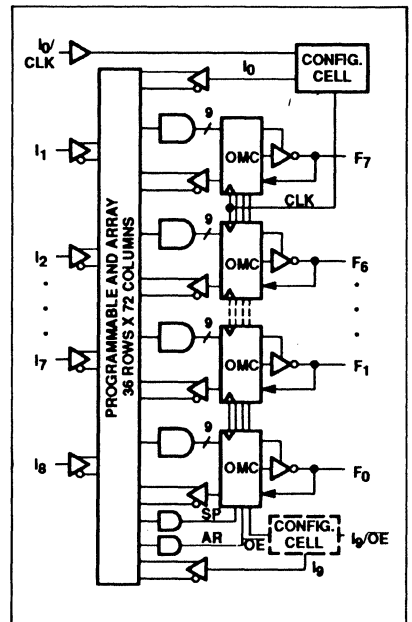 I0/
CLK
I0
CONFIG.
CELL
9
OMC
I1
F7
CLK
9
OMC
I2
F6
PROGRAMMABLE AND ARRAY
36 ROWS X 72 COLUMNS
9
OMC
I7
F1
9
OMC
I8
F0
SP
AR
OE
CONFIG.
CELL
I9/OE
I9